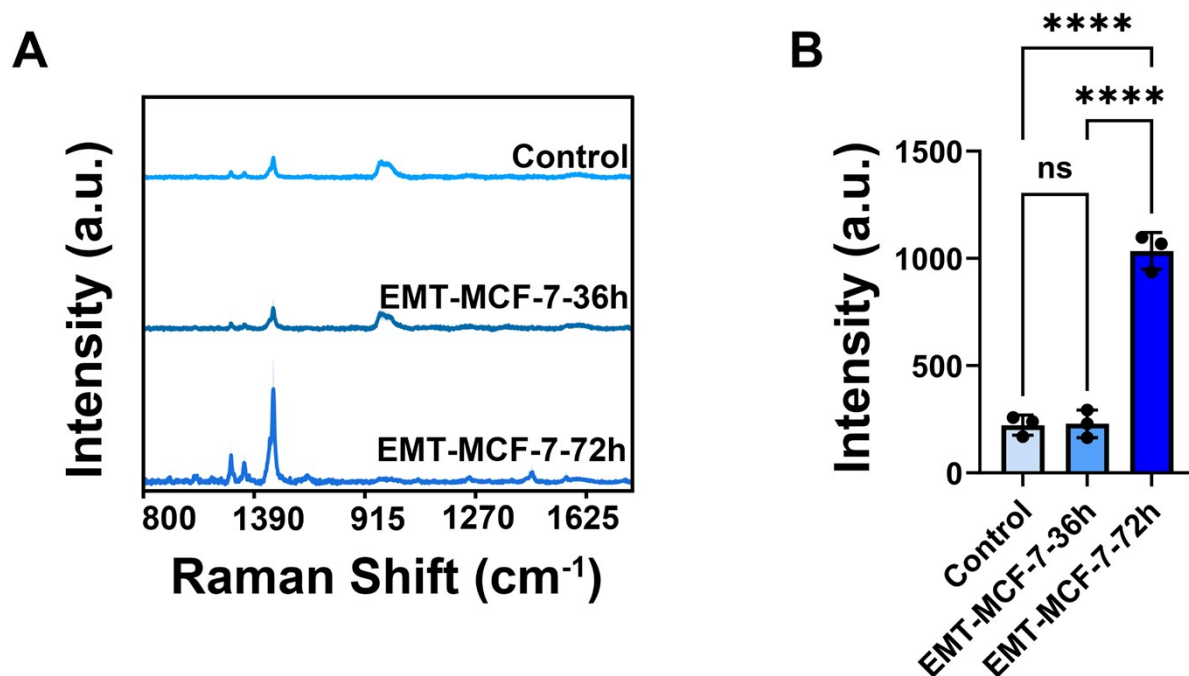 A
Intensity (a.u.)
Control
EMT-MCF-7-36h
EMT-MCF-7-72h
800 1390 915 1270 1625
Raman Shift (cm⁻¹)
B
****
****
ns
Intensity (a.u.)
1500
1000
500
0
Control
EMT-MCF-7-36h
EMT-MCF-7-72h